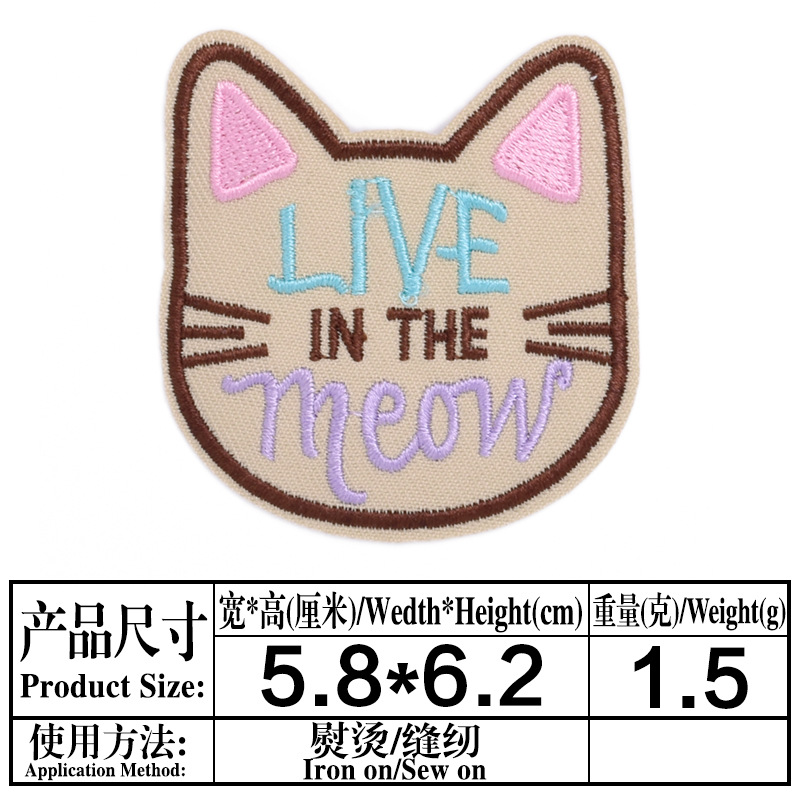 LIVE
IN THE
meow
产品尺寸
Product Size:
宽*高(厘米)/Wedth*Height(cm)
重量(克)/Weight(g)
5.8*6.2
1.5
使用方法:
Application Method:
熨烫/缝纫
Iron on/Sew on